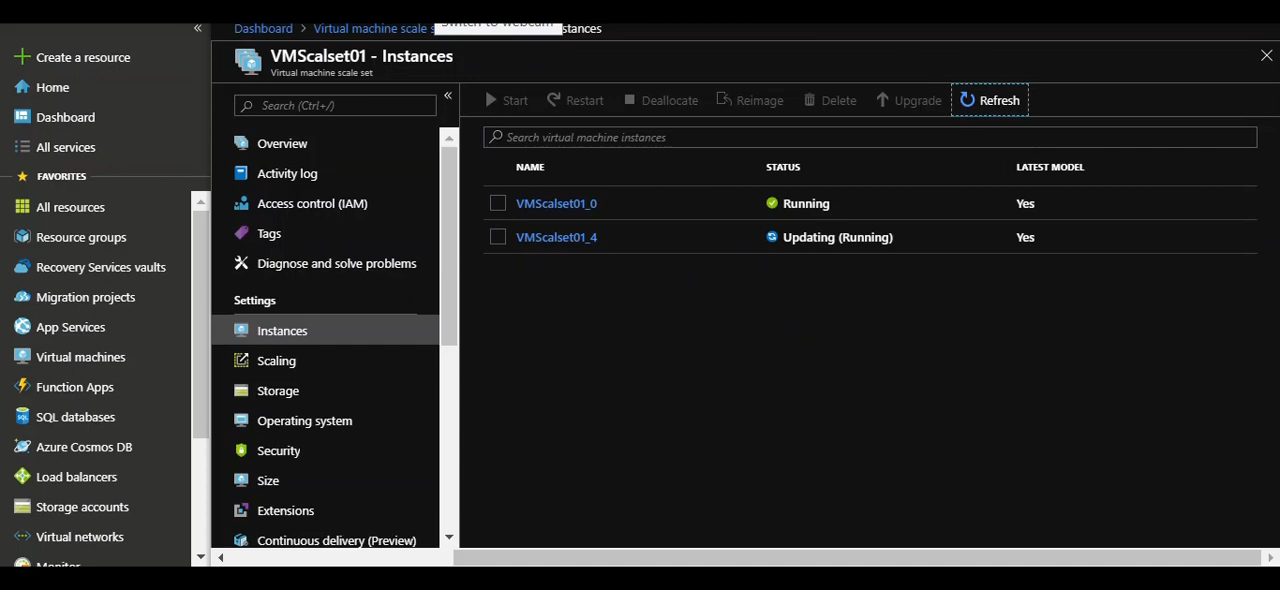 Dashboard > Virtual machine scale s
stances
VMScalset01 - Instances
Virtual machine scale set
Create a resource
Home
Dashboard
All services
FAVORITES
All resources
Resource groups
Recovery Services vaults
Migration projects
App Services
Virtual machines
Function Apps
SQL databases
Azure Cosmos DB
Load balancers
Storage accounts
Virtual networks
Search (Ctrl+/)
Overview
Activity log
Access control (IAM)
Tags
Diagnose and solve problems
Settings
Instances
Scaling
Storage
Operating system
Security
Size
Extensions
Continuous delivery (Preview)
Start Restart Deallocate Reimage Delete Upgrade Refresh
Search virtual machine instances
NAME STATUS LATEST MODEL
VMScalset01_0 Running Yes
VMScalset01_4 Updating (Running) Yes